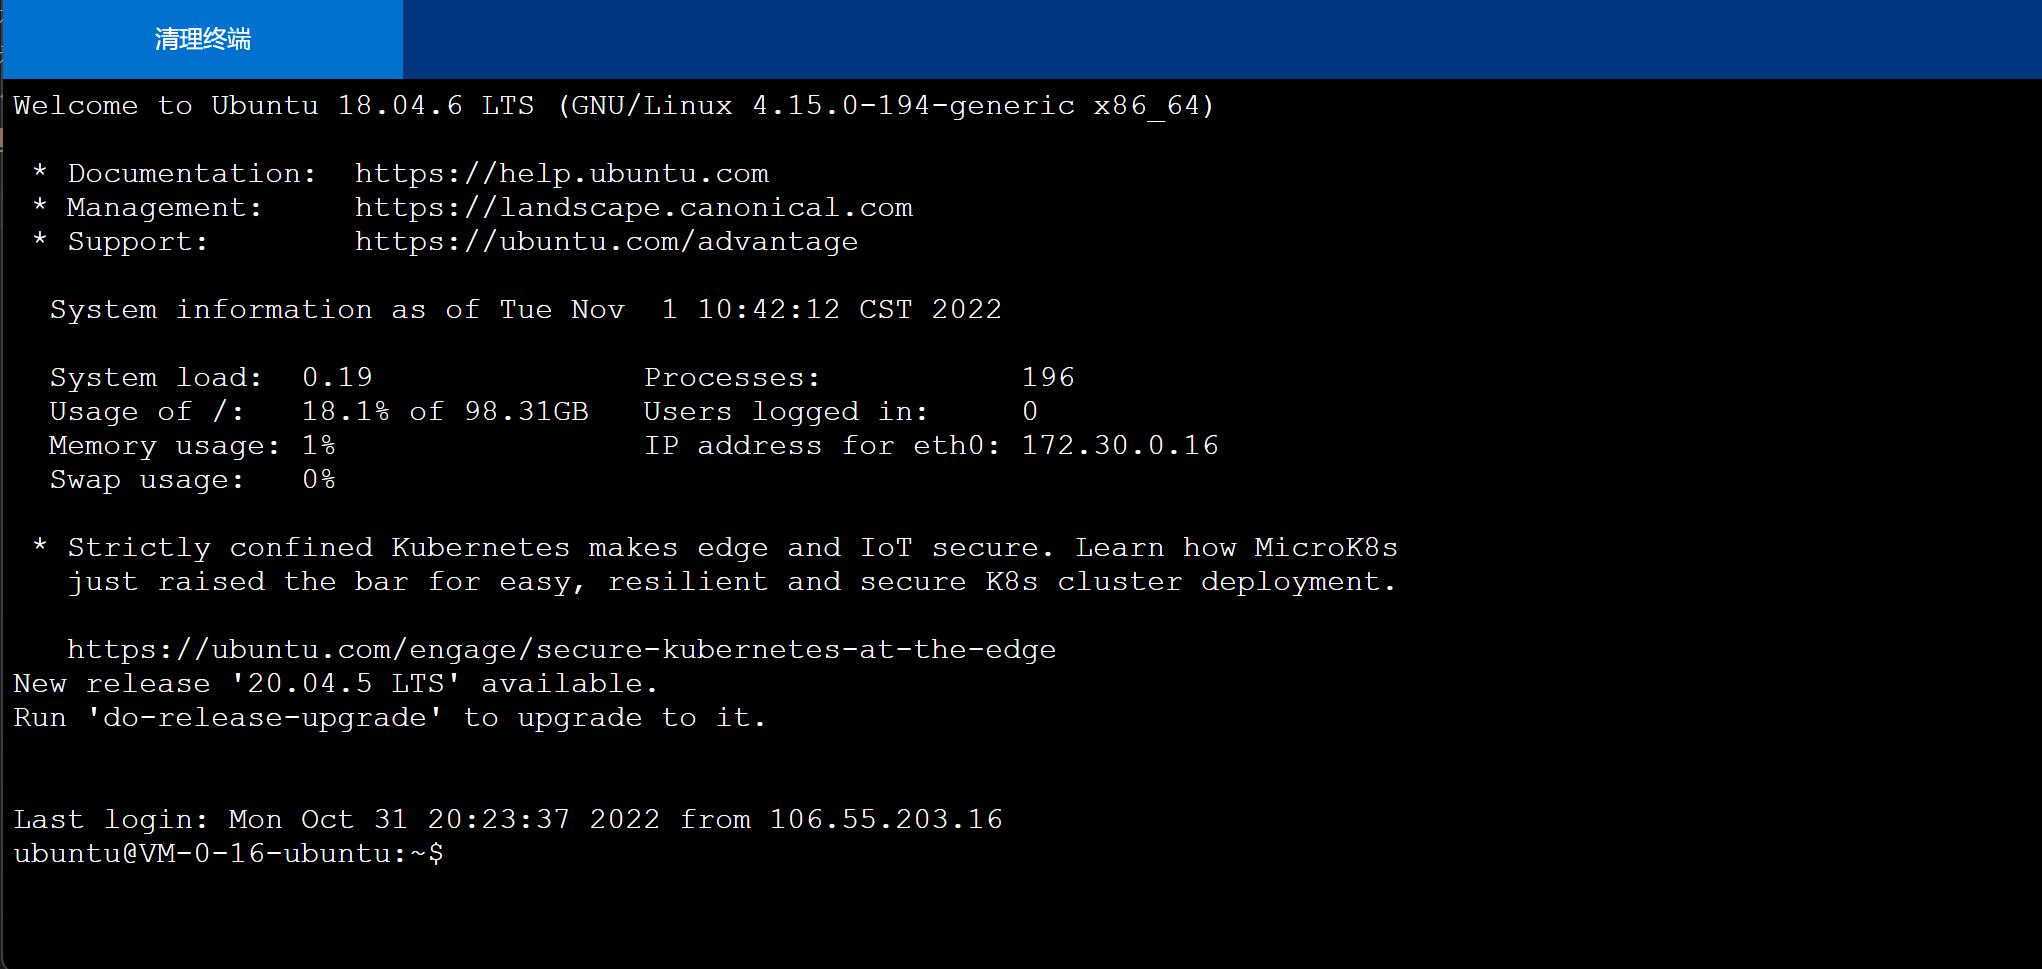 清理终端
Welcome to Ubuntu 18.04.6 LTS (GNU/Linux 4.15.0-194-generic x86_64)
* Documentation:  https://help.ubuntu.com
* Management:     https://landscape.canonical.com
* Support:        https://ubuntu.com/advantage
System information as of Tue Nov  1 10:42:12 CST 2022
System load:  0.19               Processes:           196
Usage of /:   18.1% of 98.31GB   Users logged in:     0
Memory usage: 1%                 IP address for eth0: 172.30.0.16
Swap usage:   0%
* Strictly confined Kubernetes makes edge and IoT secure. Learn how MicroK8s
just raised the bar for easy, resilient and secure K8s cluster deployment.
https://ubuntu.com/engage/secure-kubernetes-at-the-edge
New release '20.04.5 LTS' available.
Run 'do-release-upgrade' to upgrade to it.
Last login: Mon Oct 31 20:23:37 2022 from 106.55.203.16
ubuntu@VM-0-16-ubuntu:~$